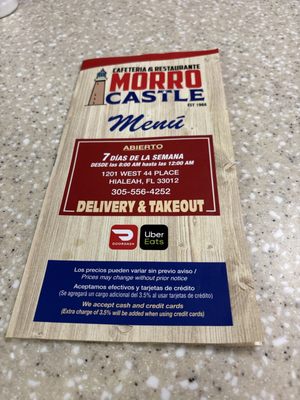 CAFETERIA & RESTAURANTE
MORRO
CASTLE
EST 1966
Menú
ABIERTO
7 DÍAS DE LA SEMANA
DESDE las 8:00 AM hasta las 12:00 AM
1201 WEST 44 PLACE
HIALEAH, FL 33012
305-556-4252
DELIVERY & TAKEOUT
DOORDASH
Uber
Eats
Los precios pueden variar sin previo aviso /
Prices may change without prior notice
Aceptamos efectivos y tarjetas de crédito
(Se agregará un cargo adicional del 3.5% al usar tarjetas de crédito)
We accept cash and credit cards
(Extra charge of 3.5% will be added when using credit cards)